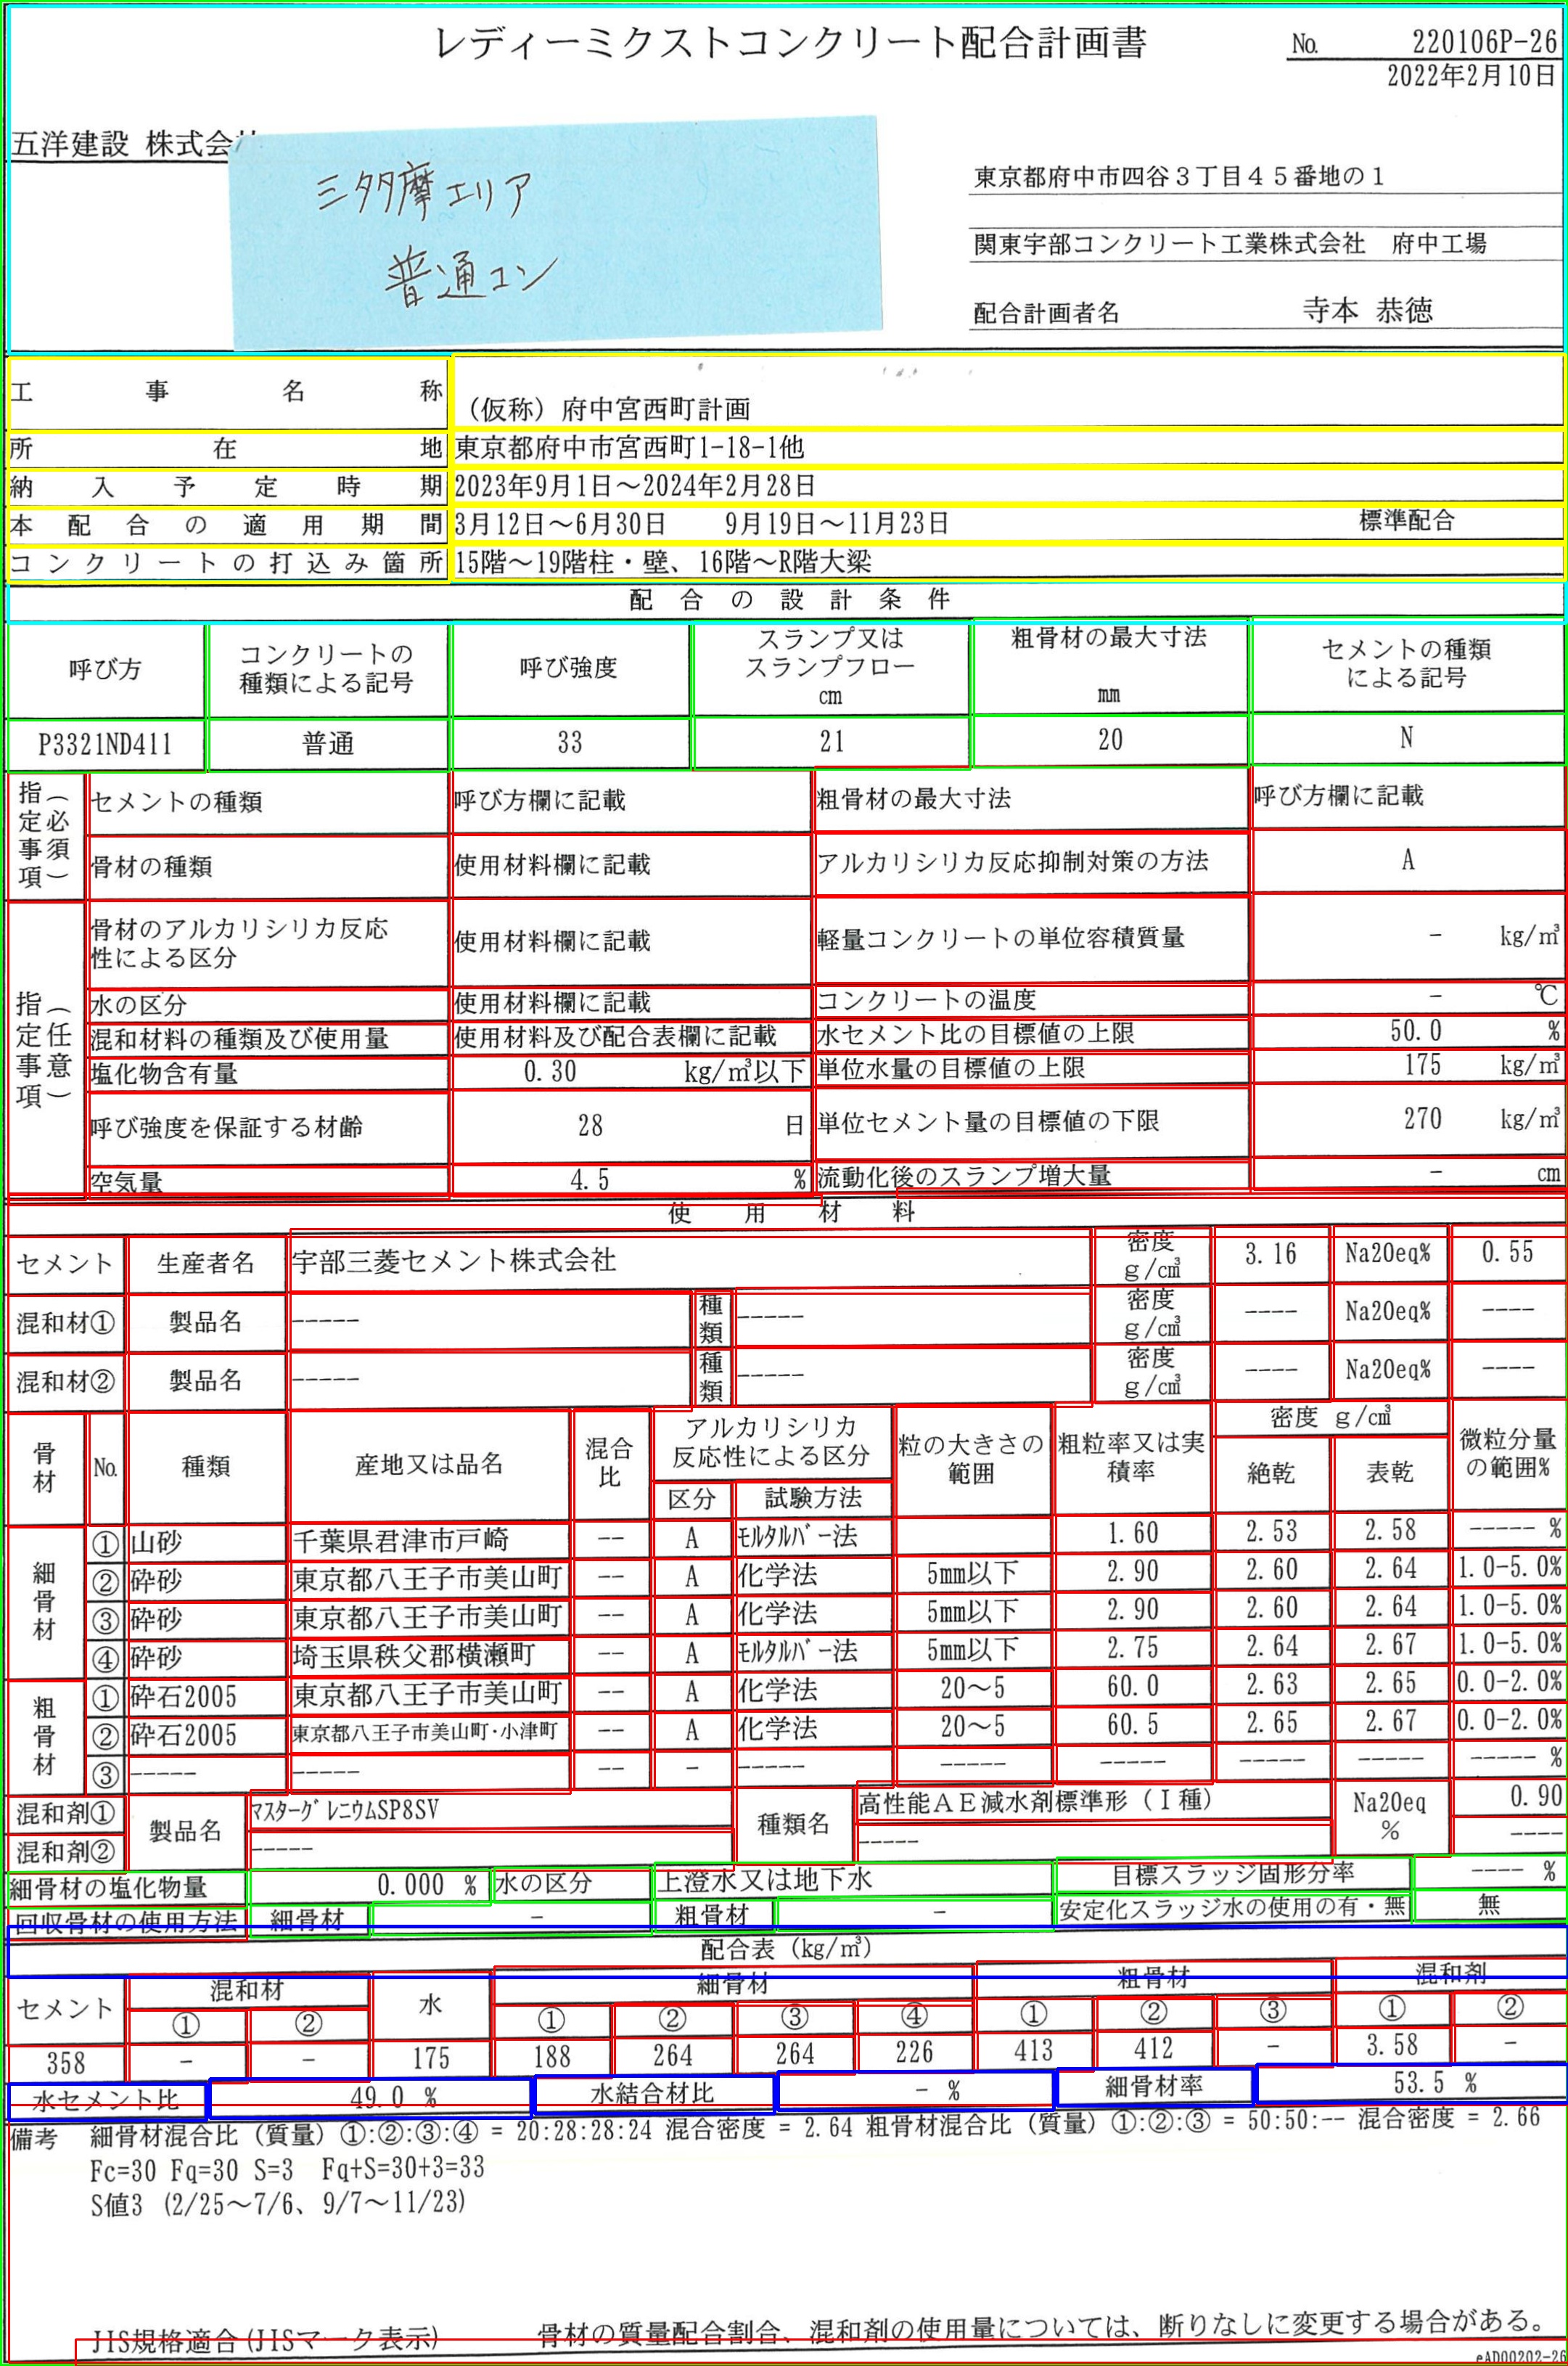 レディーミクストコンクリート配合計画書
No. 220106P-26
2022年2月10日
五洋建設 株式会
三多摩エリア
普通コン
東京都府中市四谷3丁目45番地の1
関東宇部コンクリート工業株式会社 府中工場
配合計画者名 寺本 恭徳
工事名称 (仮称)府中宮西町計画
所在地 東京都府中市宮西町1-18-1他
納入予定時期 2023年9月1日～2024年2月28日
本配合の適用期間 3月12日～6月30日 9月19日～11月23日 標準配合
コンクリートの打込み箇所 15階～19階柱・壁、16階～R階大梁
配合の設計条件
呼び方 コンクリートの種類による記号 呼び強度 スランプ又はスランプフロー cm 粗骨材の最大寸法 mm セメントの種類による記号
P3321ND411 普通 33 21 20 N
指定事項(必須)
セメントの種類 呼び方欄に記載 粗骨材の最大寸法 呼び方欄に記載
骨材の種類 使用材料欄に記載 アルカリシリカ反応抑制対策の方法 A
指定事項(任意)
骨材のアルカリシリカ反応性による区分 使用材料欄に記載 軽量コンクリートの単位容積質量 - kg/㎥
水の区分 使用材料欄に記載 コンクリートの温度 - ℃
混和材料の種類及び使用量 使用材料及び配合表欄に記載 水セメント比の目標値の上限 50.0 %
塩化物含有量 0.30 kg/㎥以下 単位水量の目標値の上限 175 kg/㎥
呼び強度を保証する材齢 28 日 単位セメント量の目標値の下限 270 kg/㎥
空気量 4.5 % 流動化後のスランプ増大量 - cm
使用材料
セメント 生産者名 宇部三菱セメント株式会社 密度 g/c㎥ 3.16 Na20eq% 0.55
混和材① 製品名 ----- 種類 ----- 密度 g/c㎥ ---- Na20eq% ----
混和材② 製品名 ----- 種類 ----- 密度 g/c㎥ ---- Na20eq% ----
骨材 No. 種類 産地又は品名 混合比 アルカリシリカ反応性による区分 区分 試験方法 粒の大きさの範囲 粗粒率又は実積率 密度 g/c㎥ 絶乾 表乾 微粒分量の範囲%
細骨材
① 山砂 千葉県君津市戸崎 -- A ﾓﾙﾀﾙﾊﾞｰ法 1.60 2.53 2.58 ----- %
② 砕砂 東京都八王子市美山町 -- A 化学法 5mm以下 2.90 2.60 2.64 1.0-5.0%
③ 砕砂 東京都八王子市美山町 -- A 化学法 5mm以下 2.90 2.60 2.64 1.0-5.0%
④ 砕砂 埼玉県秩父郡横瀬町 -- A ﾓﾙﾀﾙﾊﾞｰ法 5mm以下 2.75 2.64 2.67 1.0-5.0%
粗骨材
① 砕石2005 東京都八王子市美山町 -- A 化学法 20～5 60.0 2.63 2.65 0.0-2.0%
② 砕石2005 東京都八王子市美山町・小津町 -- A 化学法 20～5 60.5 2.65 2.67 0.0-2.0%
③ ----- ----- -- - ----- ----- ----- ----- ----- ----- %
混和剤① 製品名 ﾏｽﾀｰｸﾞﾚﾆｳﾑSP8SV 種類名 高性能AE減水剤標準形(Ⅰ種) Na20eq % 0.90
混和剤② ----- ----- ----
細骨材の塩化物量 0.000 % 水の区分 上澄水又は地下水 目標スラッジ固形分率 ---- %
回収骨材の使用方法 細骨材 - 粗骨材 - 安定化スラッジ水の使用の有・無 無
配合表 (kg/㎥)
セメント 混和材 水 細骨材 粗骨材 混和剤
① ② ① ② ③ ④ ① ② ③ ① ②
358 - - 175 188 264 264 226 413 412 - 3.58 -
水セメント比 49.0 % 水結合材比 - % 細骨材率 53.5 %
備考 細骨材混合比 (質量) ①:②:③:④ = 20:28:28:24 混合密度 = 2.64 粗骨材混合比 (質量) ①:②:③ = 50:50:-- 混合密度 = 2.66
Fc=30 Fq=30 S=3 Fq+S=30+3=33
S値3 (2/25～7/6、9/7～11/23)
JIS規格適合(JISマーク表示) 骨材の質量配合割合、混和剤の使用量については、断りなしに変更する場合がある。
eAD00202-26